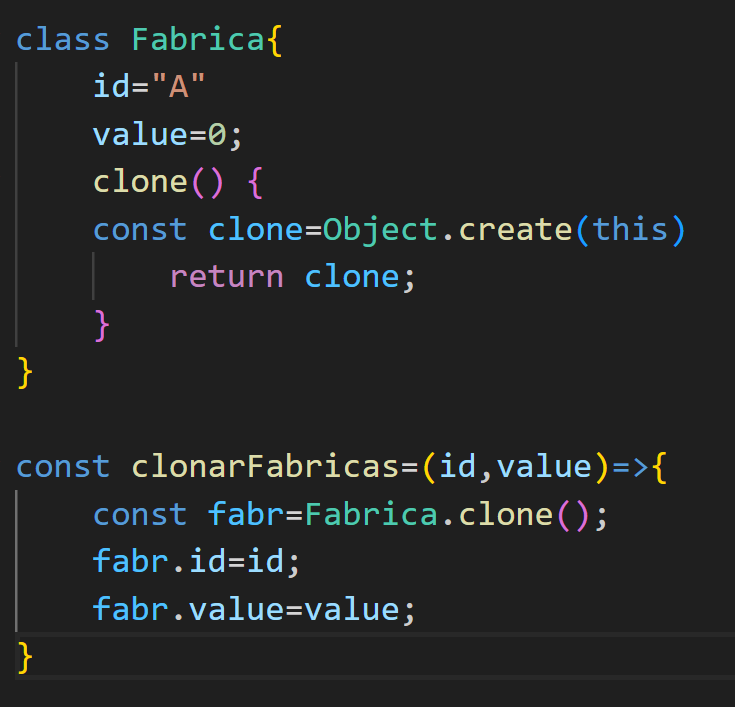 class Fabrica{
    id="A"
    value=0;
    clone() {
    const clone=Object.create(this)
        return clone;
    }
}
const clonarFabricas=(id,value)=>{
    const fabr=Fabrica.clone();
    fabr.id=id;
    fabr.value=value;
}